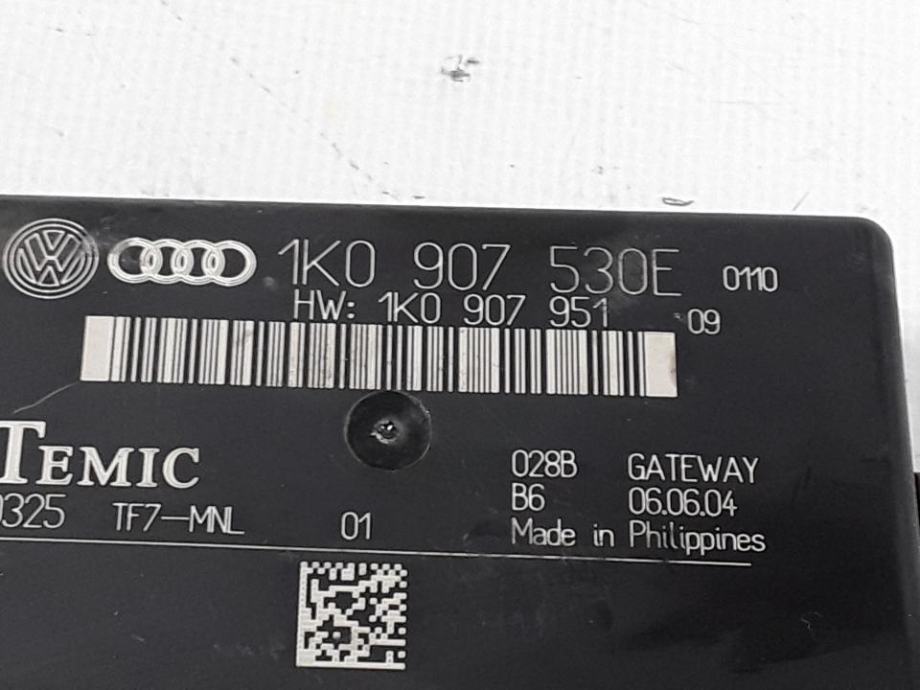 1K0 907 530E 0110
HW: 1K0 907 951 09
TEMIC
028B GATEWAY
B6 06.06.04
0325 TF7-MNL 01
Made in Philippines